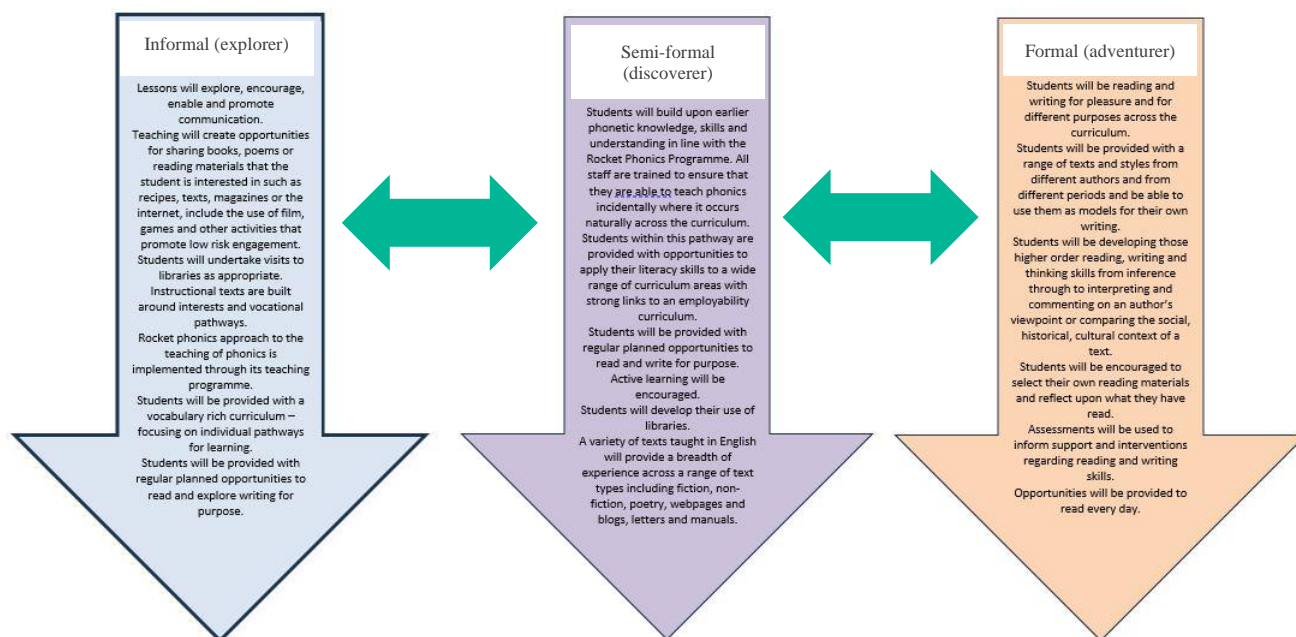 Informal (explorer)
Lessons will explore, encourage,
enable and promote
communication.
Teaching will create opportunities
for sharing books, poems or
reading materials that the
student is interested in such as
recipes, texts, magazines or the
internet, include the use of film,
games and other activities that
promote low risk engagement.
Students will undertake visits to
libraries as appropriate.
Instructional texts are built
around interests and vocational
pathways.
Rocket phonics approach to the
teaching of phonics is
implemented through its teaching
programme.
Students will be provided with a
vocabulary rich curriculum –
focusing on individual pathways
for learning.
Students will be provided with
regular planned opportunities to
read and explore writing for
purpose.
Semi-formal
(discoverer)
Students will build upon earlier
phonetic knowledge, skills and
understanding in line with the
Rocket Phonics Programme. All
staff are trained to ensure that
they are able to teach phonics
incidentally where it occurs
naturally across the curriculum.
Students within this pathway are
provided with opportunities to
apply their literacy skills to a wide
range of curriculum areas with
strong links to an employability
curriculum.
Students will be provided with
regular planned opportunities to
read and write for purpose.
Active learning will be
encouraged.
Students will develop their use of
libraries.
A variety of texts taught in English
will provide a breadth of
experience across a range of text
types including fiction, non-
fiction, poetry, webpages and
blogs, letters and manuals.
Formal (adventurer)
Students will be reading and
writing for pleasure and for
different purposes across the
curriculum.
Students will be provided with a
range of texts and styles from
different authors and from
different periods and be able to
use them as models for their own
writing.
Students will be developing those
higher order reading, writing and
thinking skills from inference
through to interpreting and
commenting on an author's
viewpoint or comparing the social,
historical, cultural context of a
text.
Students will be encouraged to
select their own reading materials
and reflect upon what they have
read.
Assessments will be used to
inform support and interventions
regarding reading and writing
skills.
Opportunities will be provided to
read every day.